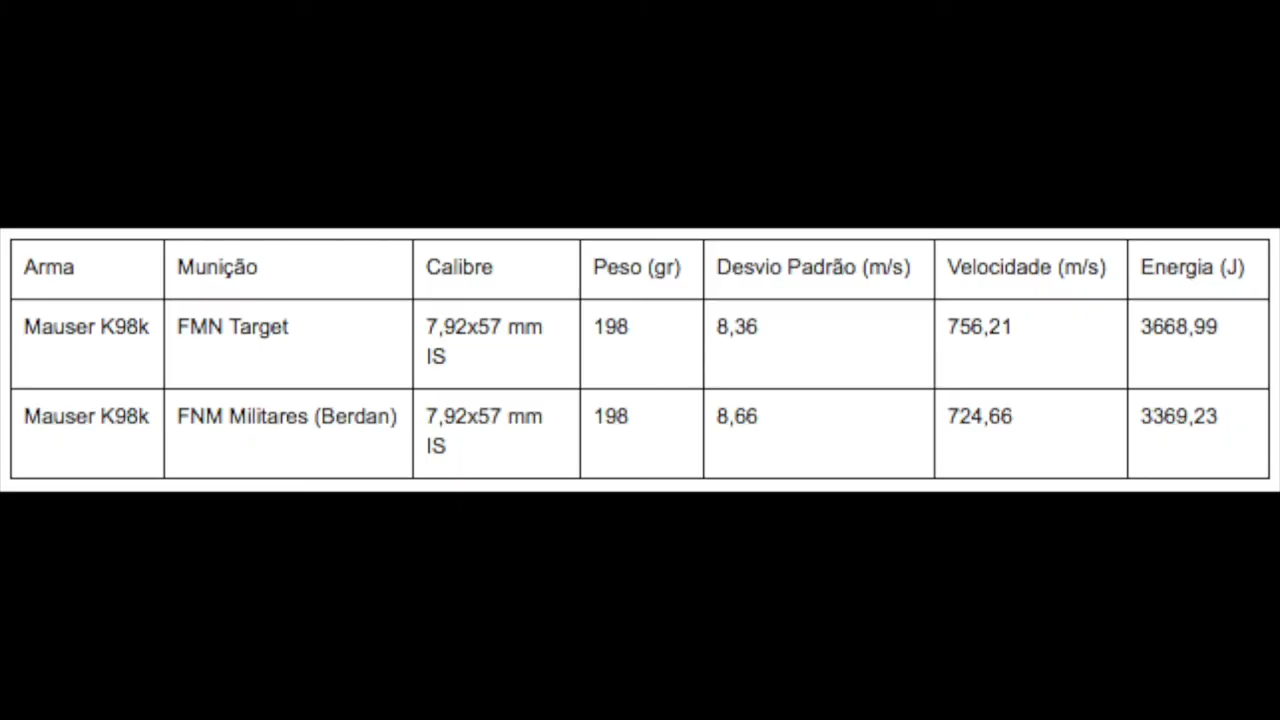 Arma Munição Calibre Peso (gr) Desvio Padrão (m/s) Velocidade (m/s) Energia (J)
Mauser K98k FMN Target 7,92x57 mm 198 8,36 756,21 3668,99
IS
Mauser K98k FNM Militares (Berdan) 7,92x57 mm 198 8,66 724,66 3369,23
IS